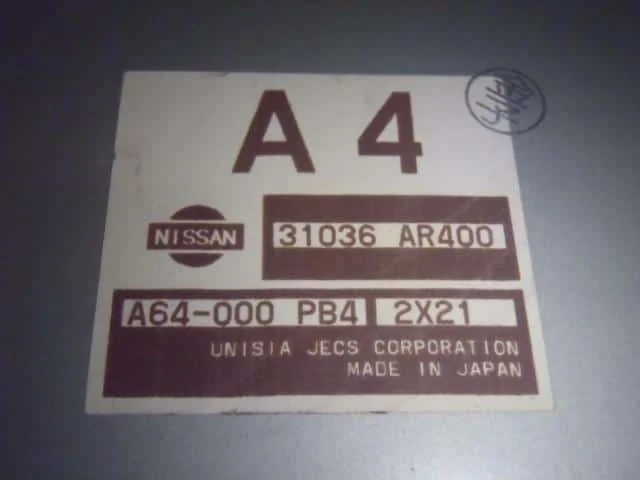 A 4
NISSAN
31036 AR400
A64-000 PB4 2X21
UNISIA JECS CORPORATION
MADE IN JAPAN